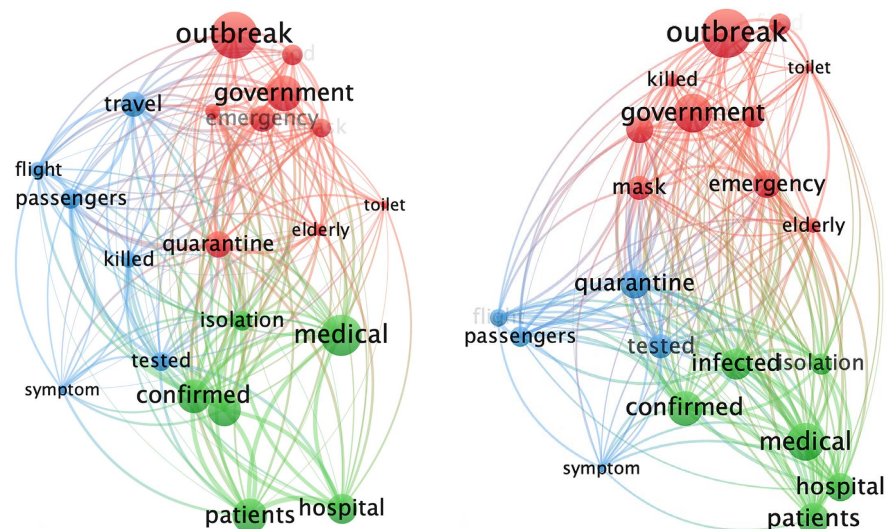 outbreak
government
travel
emergency
flight
passengers
toilet
elderly
quarantine
killed
isolation
medical
tested
symptom
confirmed
hospital
patients
outbreak
toilet
killed
government
mask
emergency
elderly
quarantine
flight
passengers
tested
infected
isolation
confirmed
medical
symptom
hospital
patients